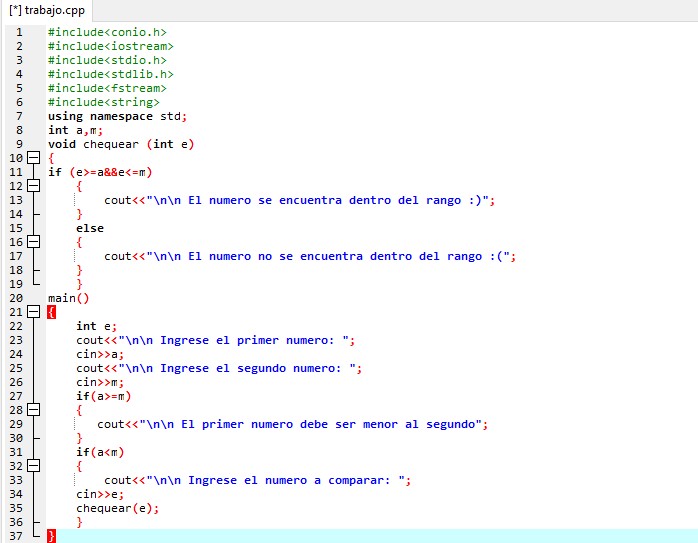 [*] trabajo.cpp
1 #include<conio.h>
2 #include<iostream>
3 #include<stdio.h>
4 #include<stdlib.h>
5 #include<fstream>
6 #include<string>
7 using namespace std;
8 int a,m;
9 void chequear (int e)
10 {
11 if (e>=a&&e<=m)
12 {
13 cout<<"\n\n El numero se encuentra dentro del rango :)";
14 }
15 else
16 {
17 cout<<"\n\n El numero no se encuentra dentro del rango :(";
18 }
19 }
20 main()
21 {
22 int e;
23 cout<<"\n\n Ingrese el primer numero: ";
24 cin>>a;
25 cout<<"\n\n Ingrese el segundo numero: ";
26 cin>>m;
27 if(a>=m)
28 {
29 cout<<"\n\n El primer numero debe ser menor al segundo";
30 }
31 if(a<m)
32 {
33 cout<<"\n\n Ingrese el numero a comparar: ";
34 cin>>e;
35 chequear(e);
36 }
37 }